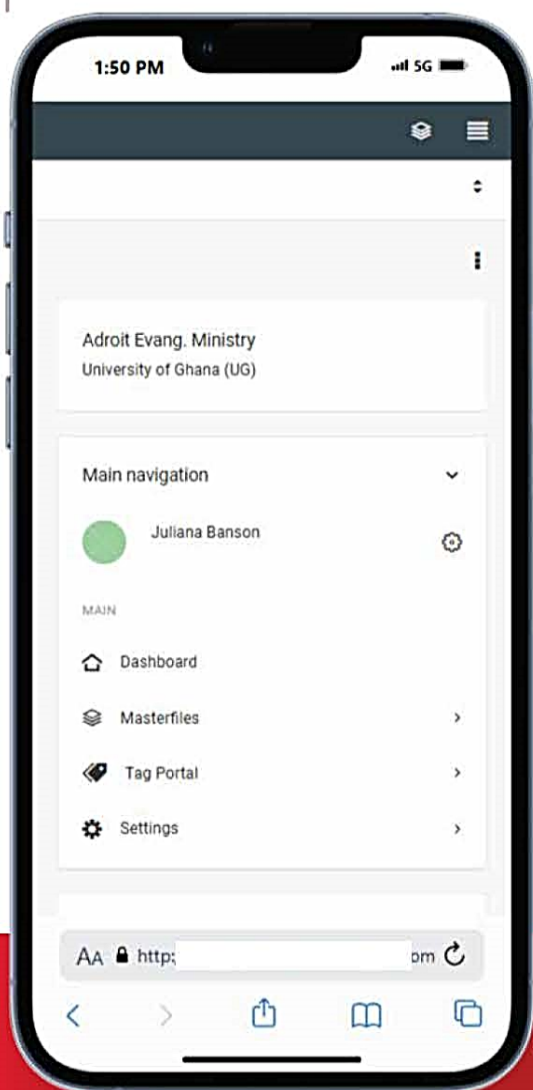 1:50 PM 5G
Adroit Evang. Ministry
University of Ghana (UG)
Main navigation
Juliana Banson
MAIN
Dashboard
Masterfiles
Tag Portal
Settings
AA http: om